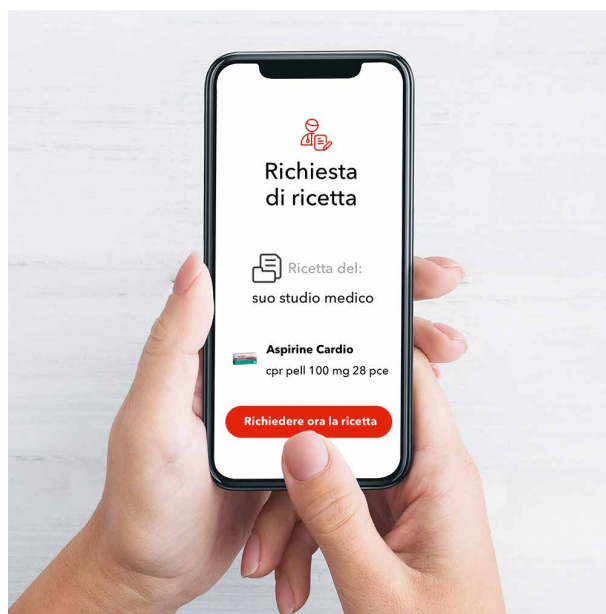 Richiesta
di ricetta
Ricetta del:
suo studio medico
Aspirine Cardio
cpr pell 100 mg 28 pce
Richiedere ora la ricetta